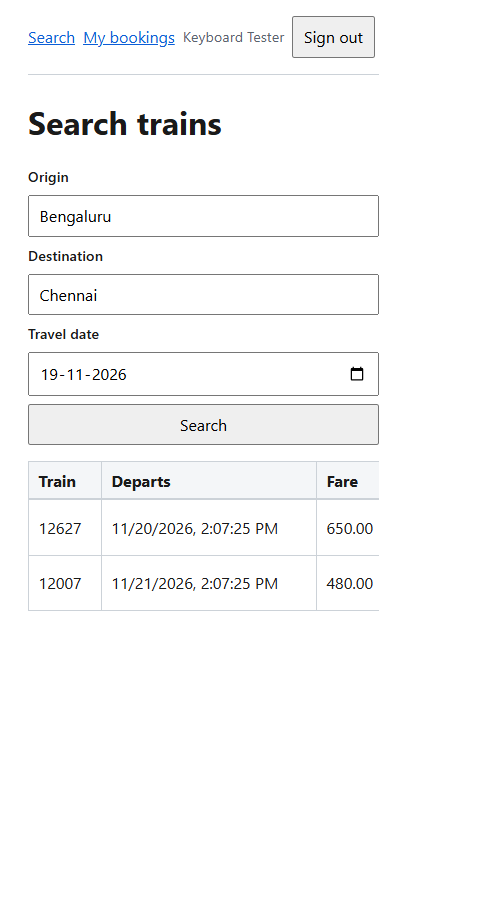 Search My bookings Keyboard Tester Sign out
Search trains
Origin
Bengaluru
Destination
Chennai
Travel date
19-11-2026
Search
Train Departs Fare
12627 11/20/2026, 2:07:25 PM 650.00
12007 11/21/2026, 2:07:25 PM 480.00